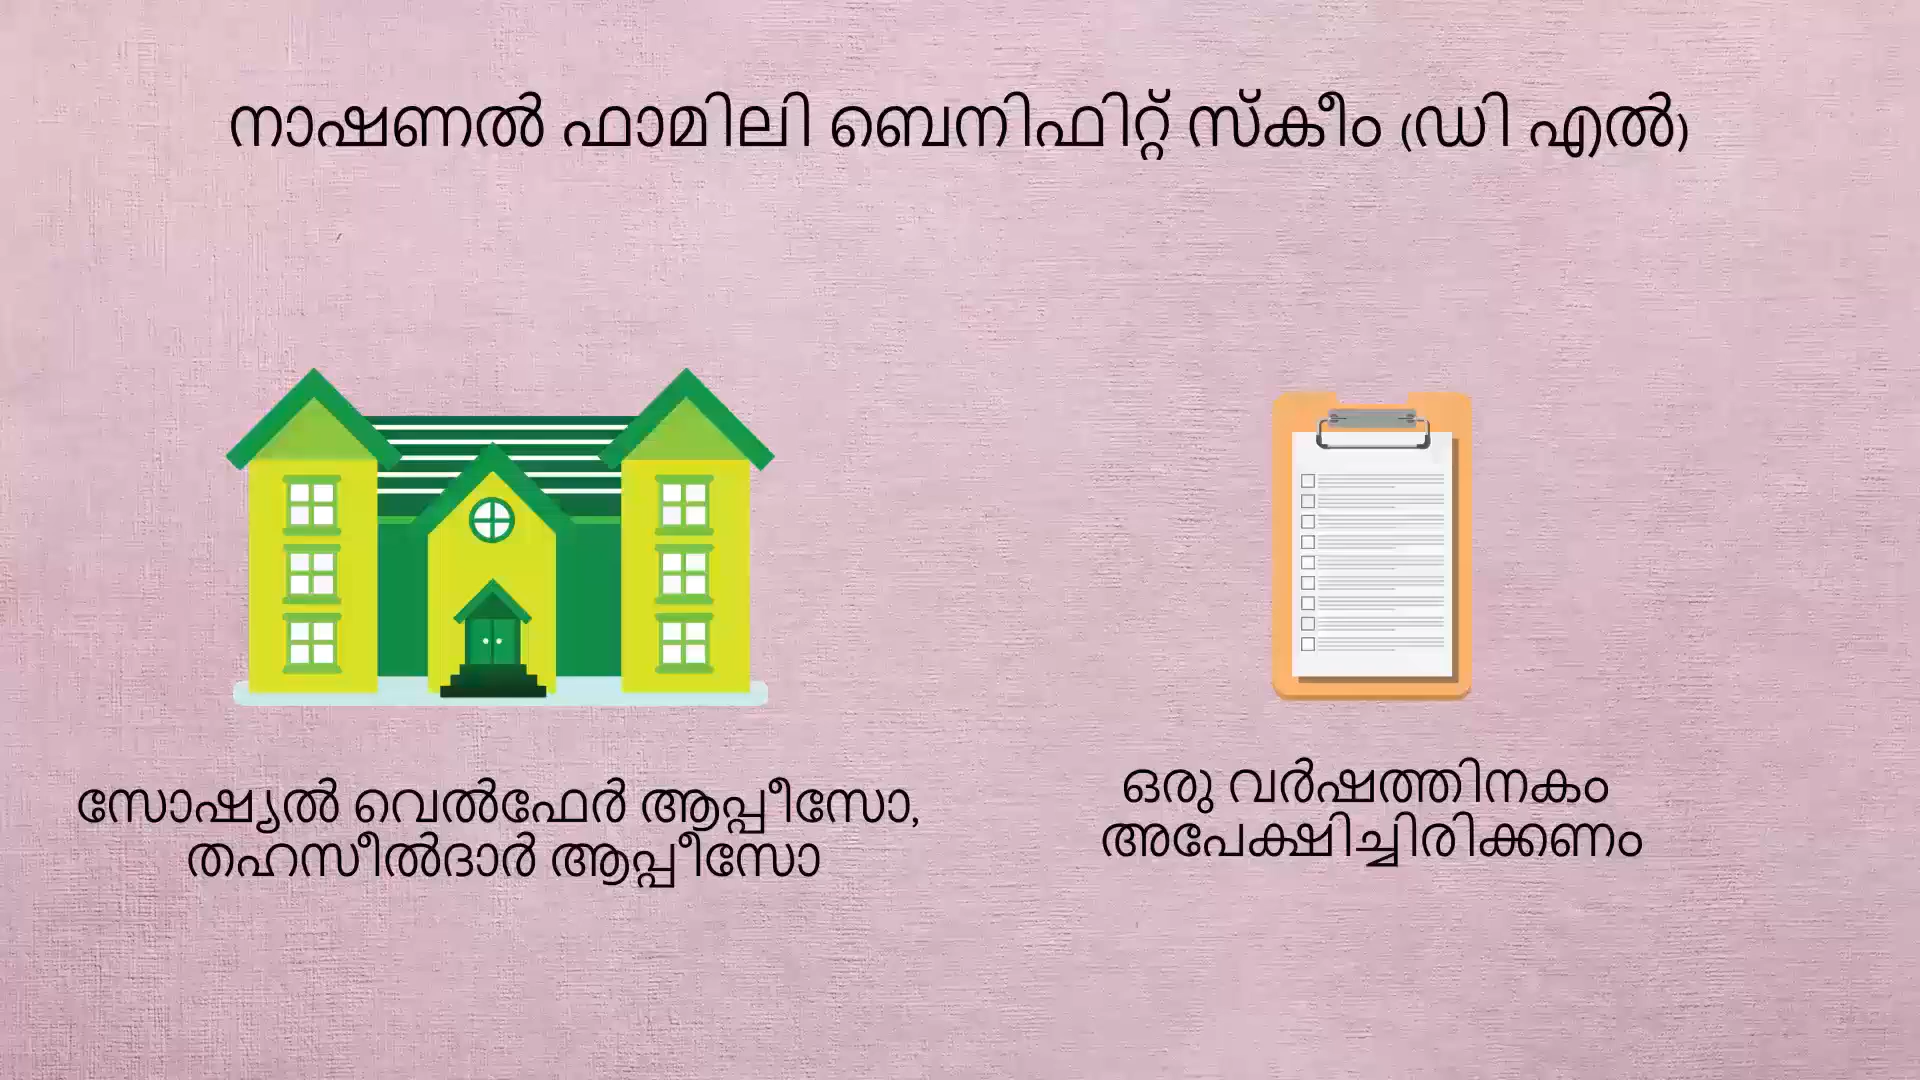 നാഷണൽ ഫാമിലി ബെനിഫിറ്റ് സ്കീം (ഡി എൽ)
സോഷ്യൽ വെൽഫേർ ആപ്പീസോ,
തഹസീൽദാർ ആപ്പീസോ
ഒരു വർഷത്തിനകം
അപേക്ഷിച്ചിരിക്കണം